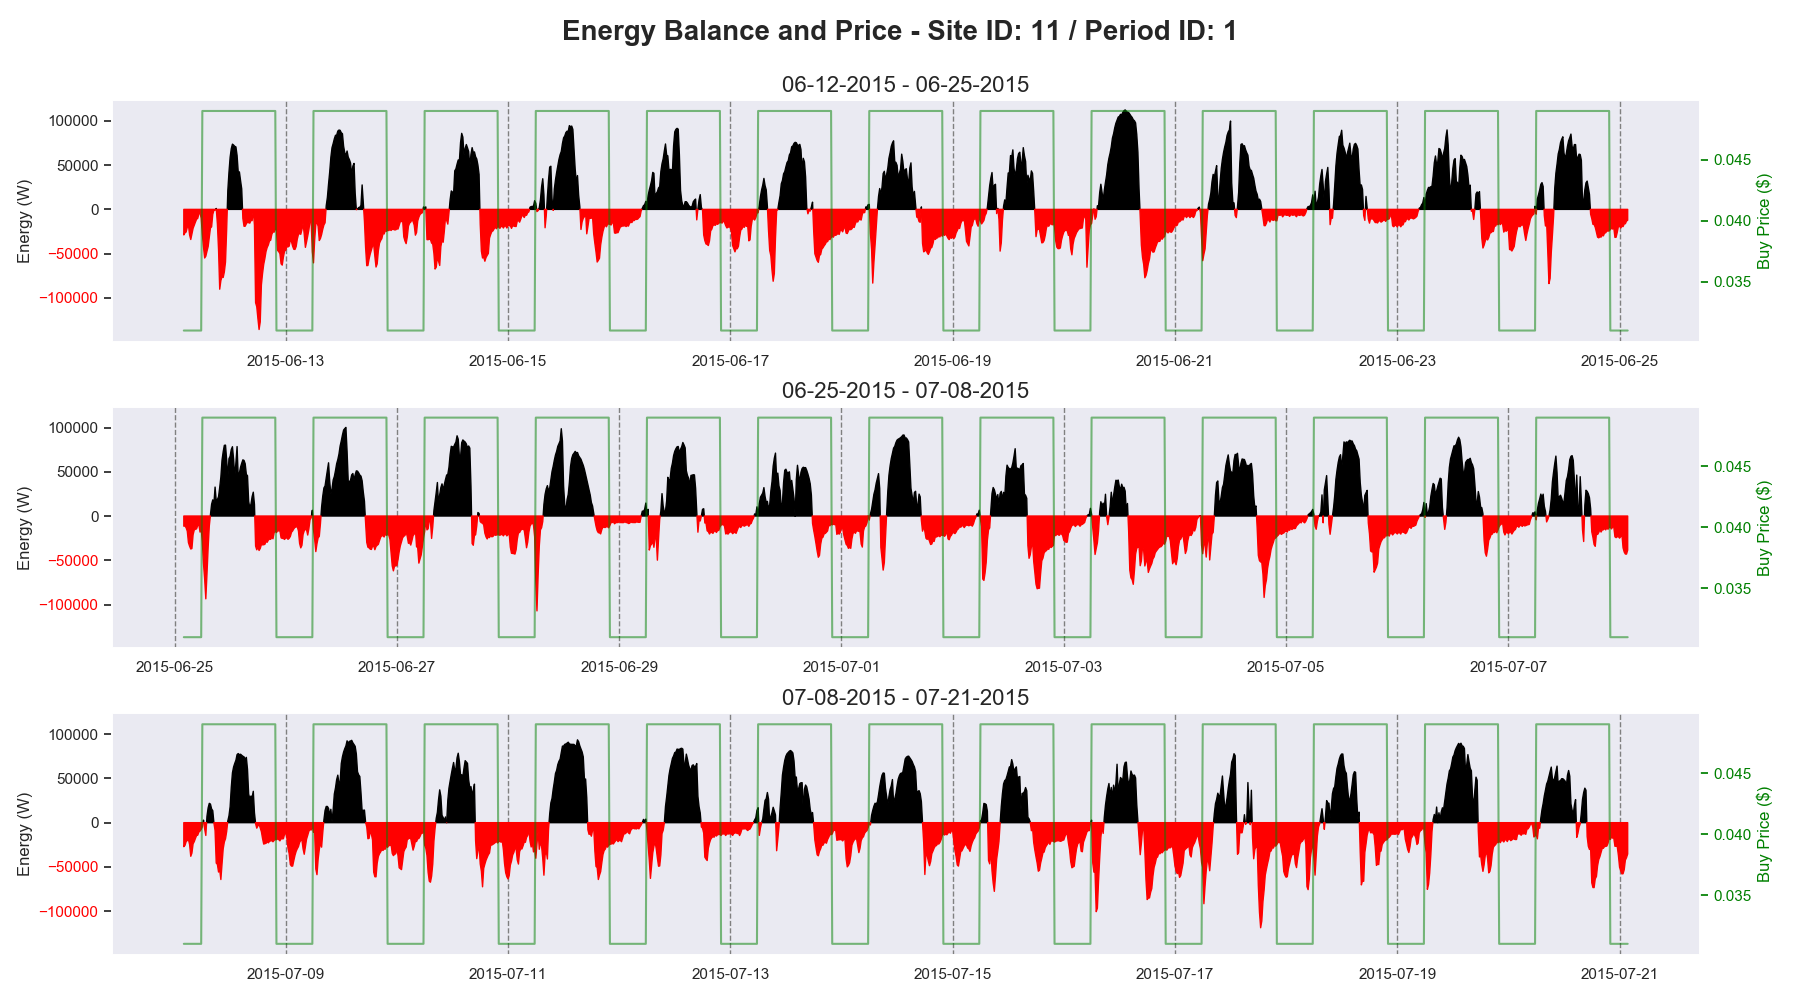 Energy Balance and Price - Site ID: 11 / Period ID: 1
06-12-2015 - 06-25-2015
Energy (W)
100000
50000
0
−50000
−100000
0.045
0.040
0.035
Buy Price ($)
2015-06-13 2015-06-15 2015-06-17 2015-06-19 2015-06-21 2015-06-23 2015-06-25
06-25-2015 - 07-08-2015
Energy (W)
100000
50000
0
−50000
−100000
0.045
0.040
0.035
Buy Price ($)
2015-06-25 2015-06-27 2015-06-29 2015-07-01 2015-07-03 2015-07-05 2015-07-07
07-08-2015 - 07-21-2015
Energy (W)
100000
50000
0
−50000
−100000
0.045
0.040
0.035
Buy Price ($)
2015-07-09 2015-07-11 2015-07-13 2015-07-15 2015-07-17 2015-07-19 2015-07-21